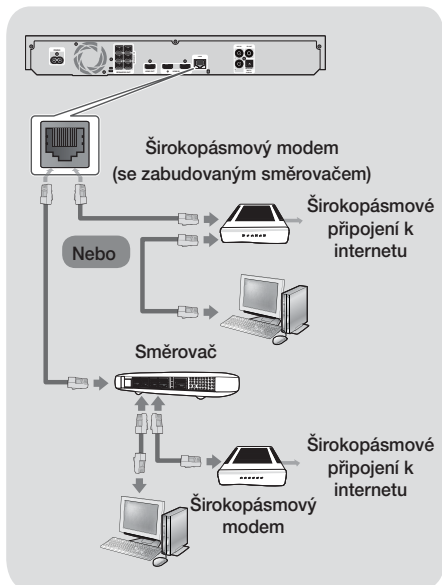 Širokopásmový modem
(se zabudovaným směrovačem)
Širokopásmové
připojení k
internetu
Nebo
Směrovač
Širokopásmové
připojení k
internetu
Širokopásmový
modem